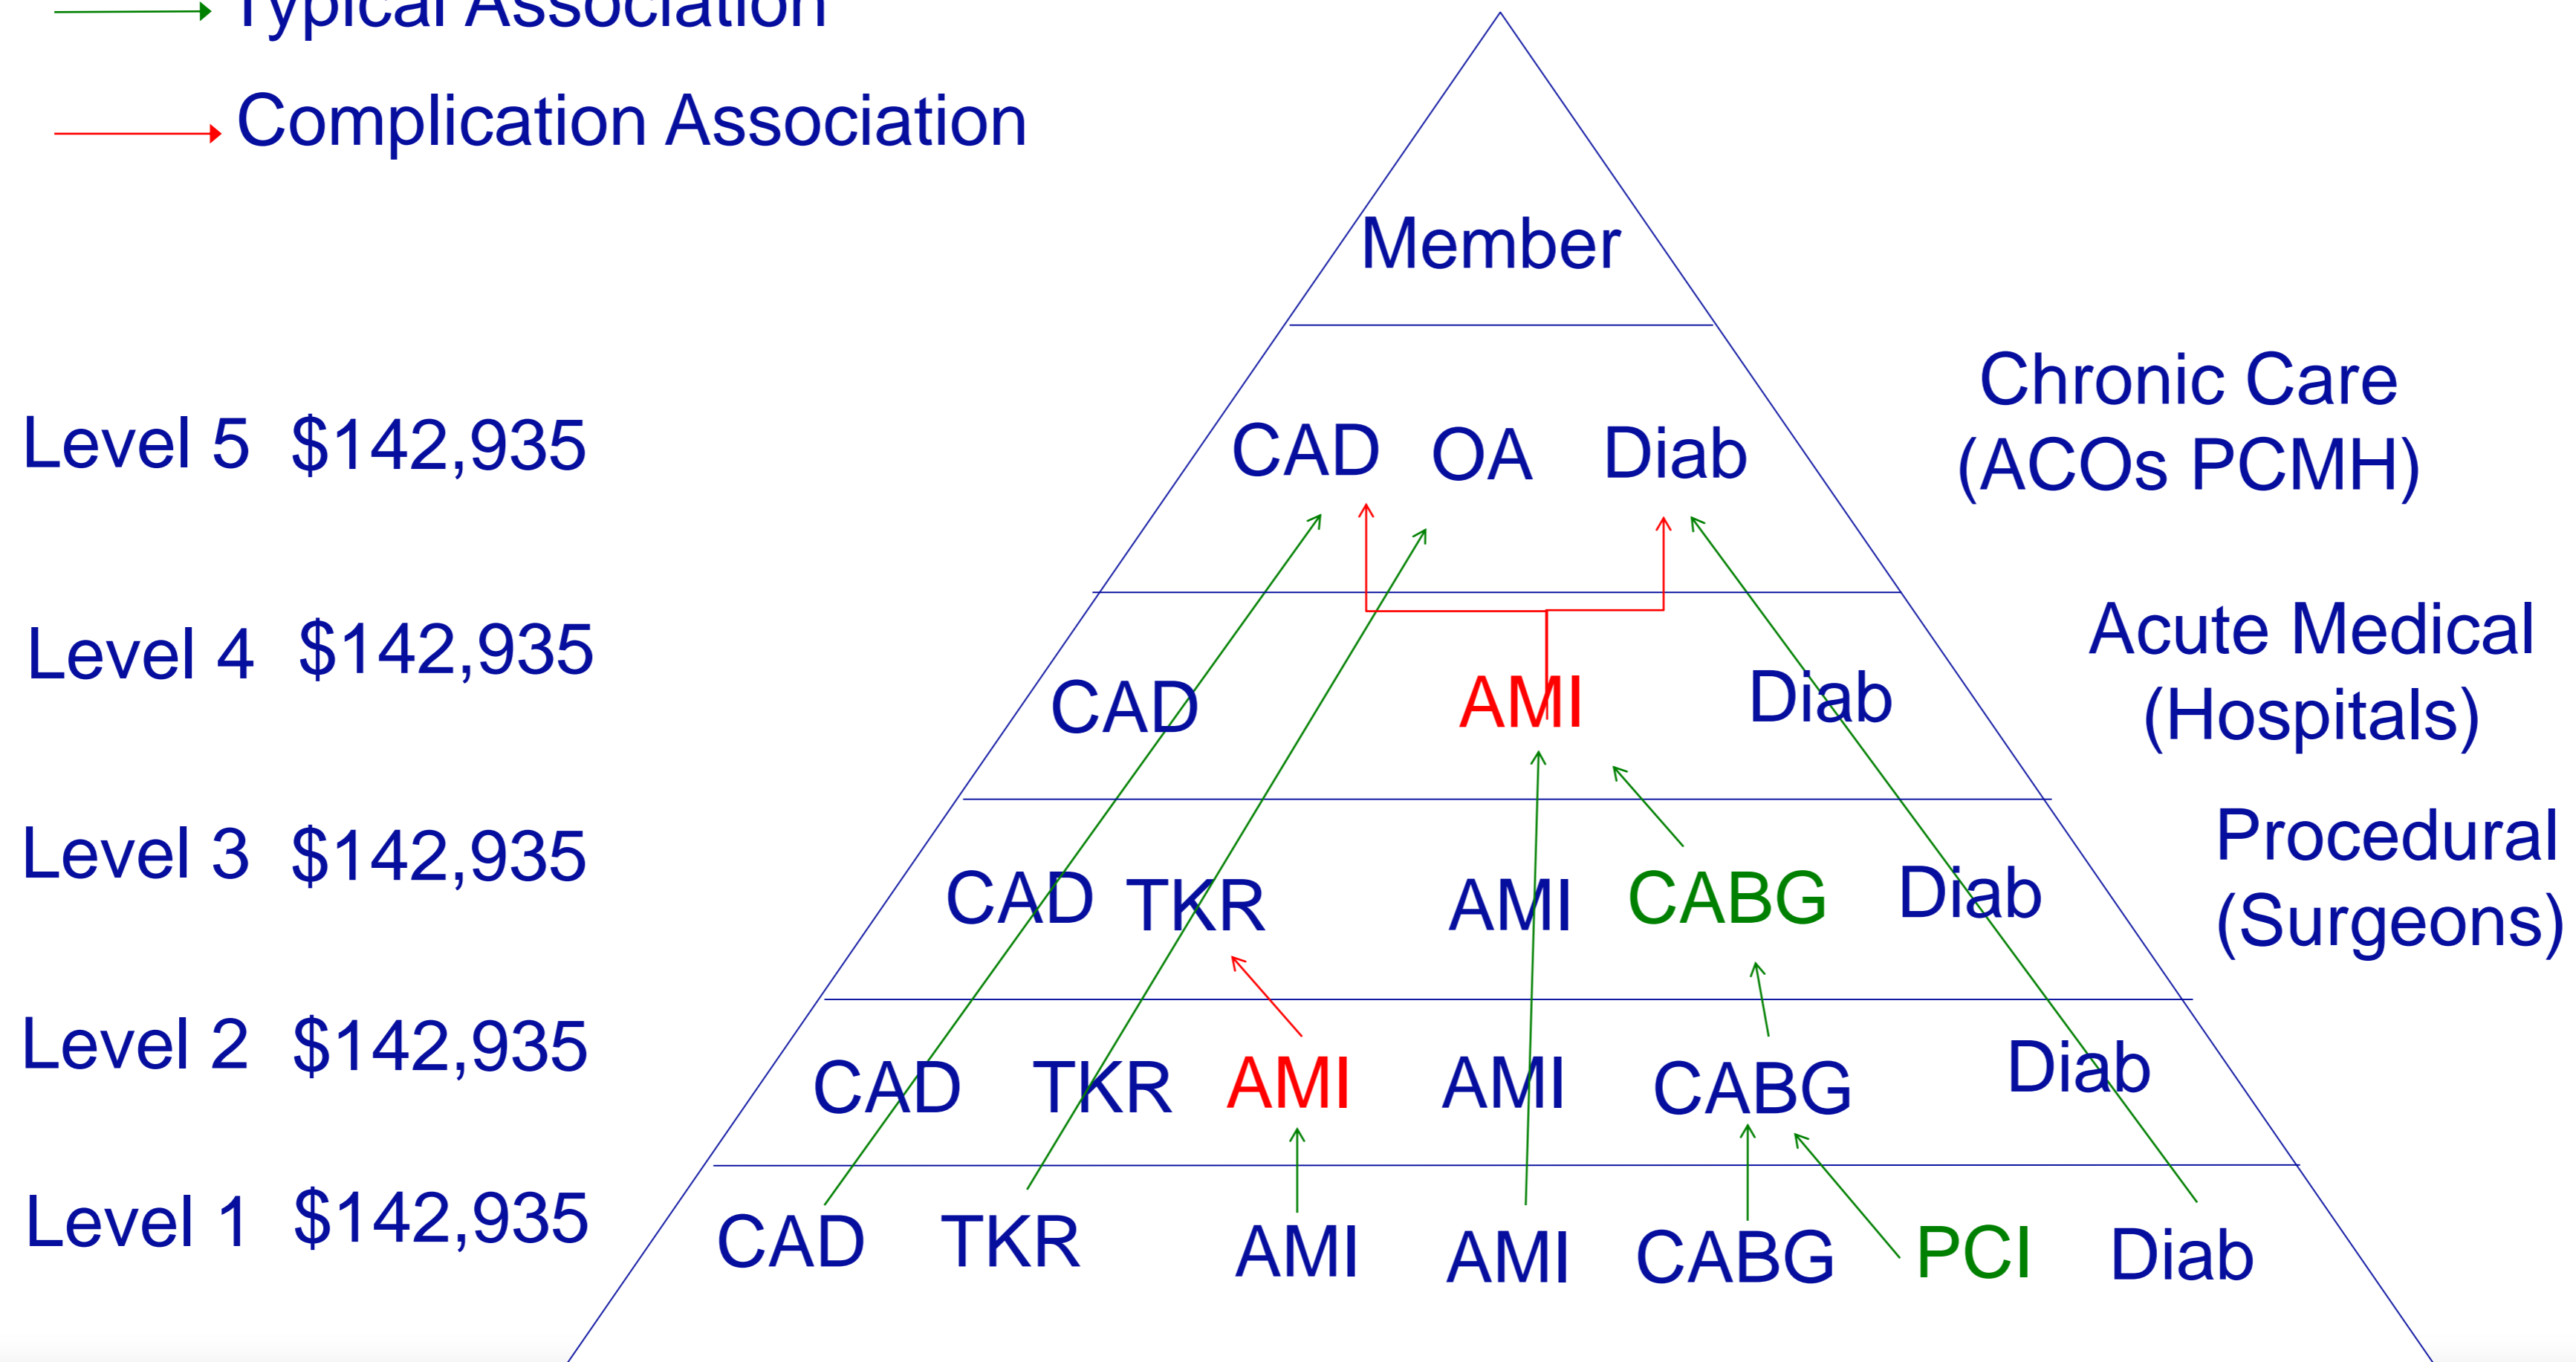 Typical Association
Complication Association
Member
Level 5 $142,935 CAD OA Diab
Chronic Care
(ACOs PCMH)
Level 4 $142,935 CAD AMI Diab
Acute Medical
(Hospitals)
Level 3 $142,935 CAD TKR AMI CABG Diab
Procedural
(Surgeons)
Level 2 $142,935 CAD TKR AMI AMI CABG Diab
Level 1 $142,935 CAD TKR AMI AMI CABG PCI Diab